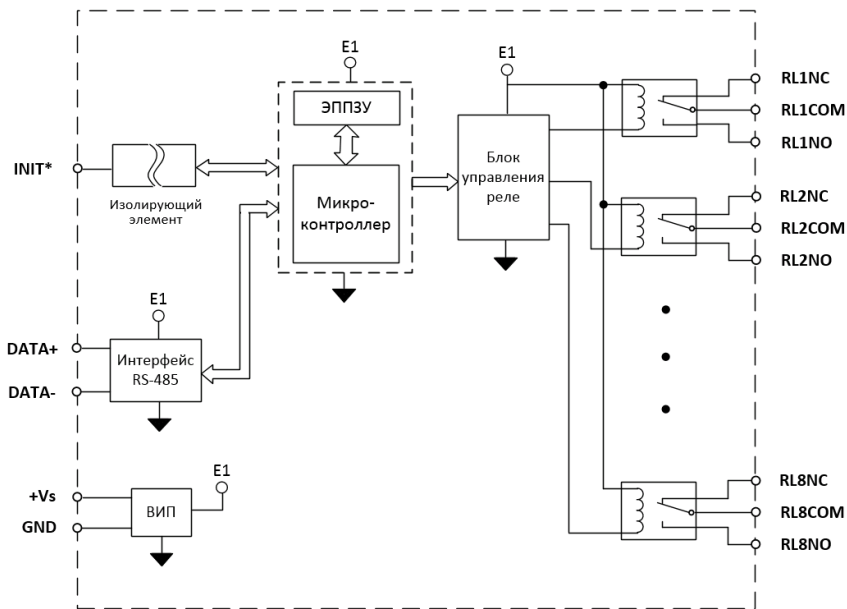 E1
E1
ЭППЗУ
RL1NC
RL1COM
RL1NO
INIT*
Изолирующий
элемент
Микро-
контроллер
Блок
управления
реле
RL2NC
RL2COM
RL2NO
E1
DATA+
DATA-
Интерфейс
RS-485
E1
+Vs
GND
ВИП
RL8NC
RL8COM
RL8NO